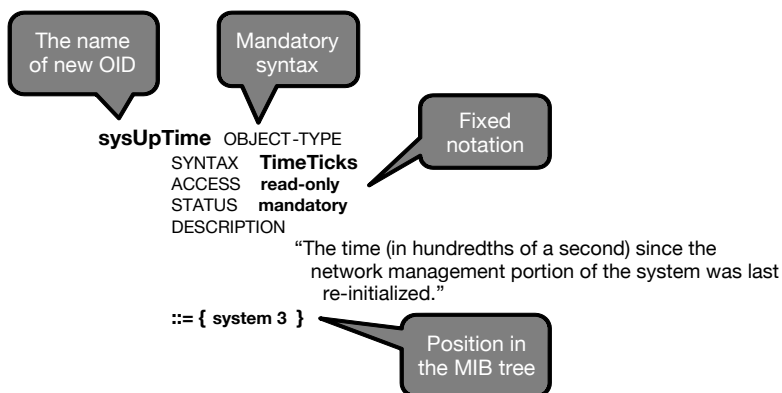 The name
of new OID
Mandatory
syntax
sysUpTime OBJECT-TYPE
Fixed
notation
SYNTAX TimeTicks
ACCESS read-only
STATUS mandatory
DESCRIPTION
“The time (in hundredths of a second) since the
network management portion of the system was last
re-initialized.”
::= { system 3 }
Position in
the MIB tree